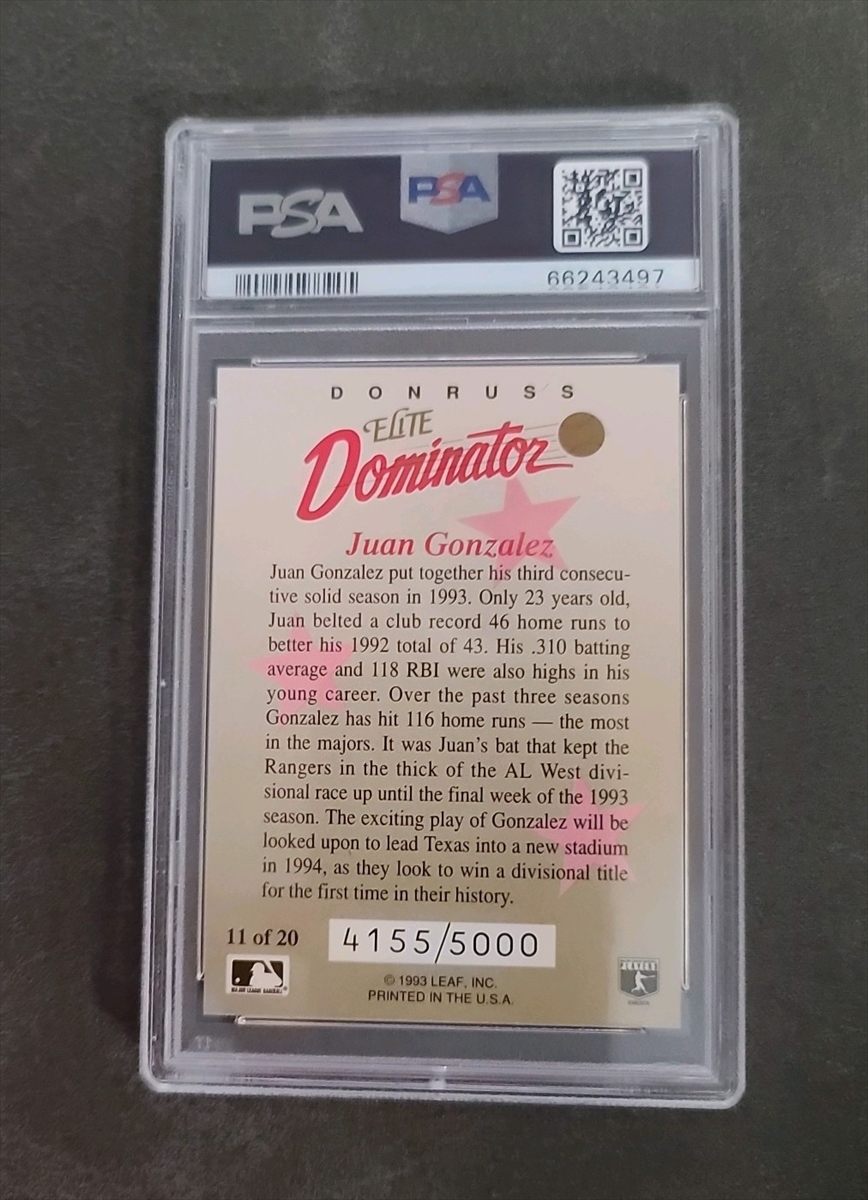 PSA
PSA
66243497
DONRUSS
ELITE
Dominator
Juan Gonzalez
Juan Gonzalez put together his third consecu-
tive solid season in 1993. Only 23 years old,
Juan belted a club record 46 home runs to
better his 1992 total of 43. His .310 batting
average and 118 RBI were also highs in his
young career. Over the past three seasons
Gonzalez has hit 116 home runs — the most
in the majors. It was Juan's bat that kept the
Rangers in the thick of the AL West divi-
sional race up until the final week of the 1993
season. The exciting play of Gonzalez will be
looked upon to lead Texas into a new stadium
in 1994, as they look to win a divisional title
for the first time in their history.
11 of 20
4155/5000
MAJOR LEAGUE BASEBALL
PLAYERS
© 1993 LEAF, INC.
PRINTED IN THE U.S.A.